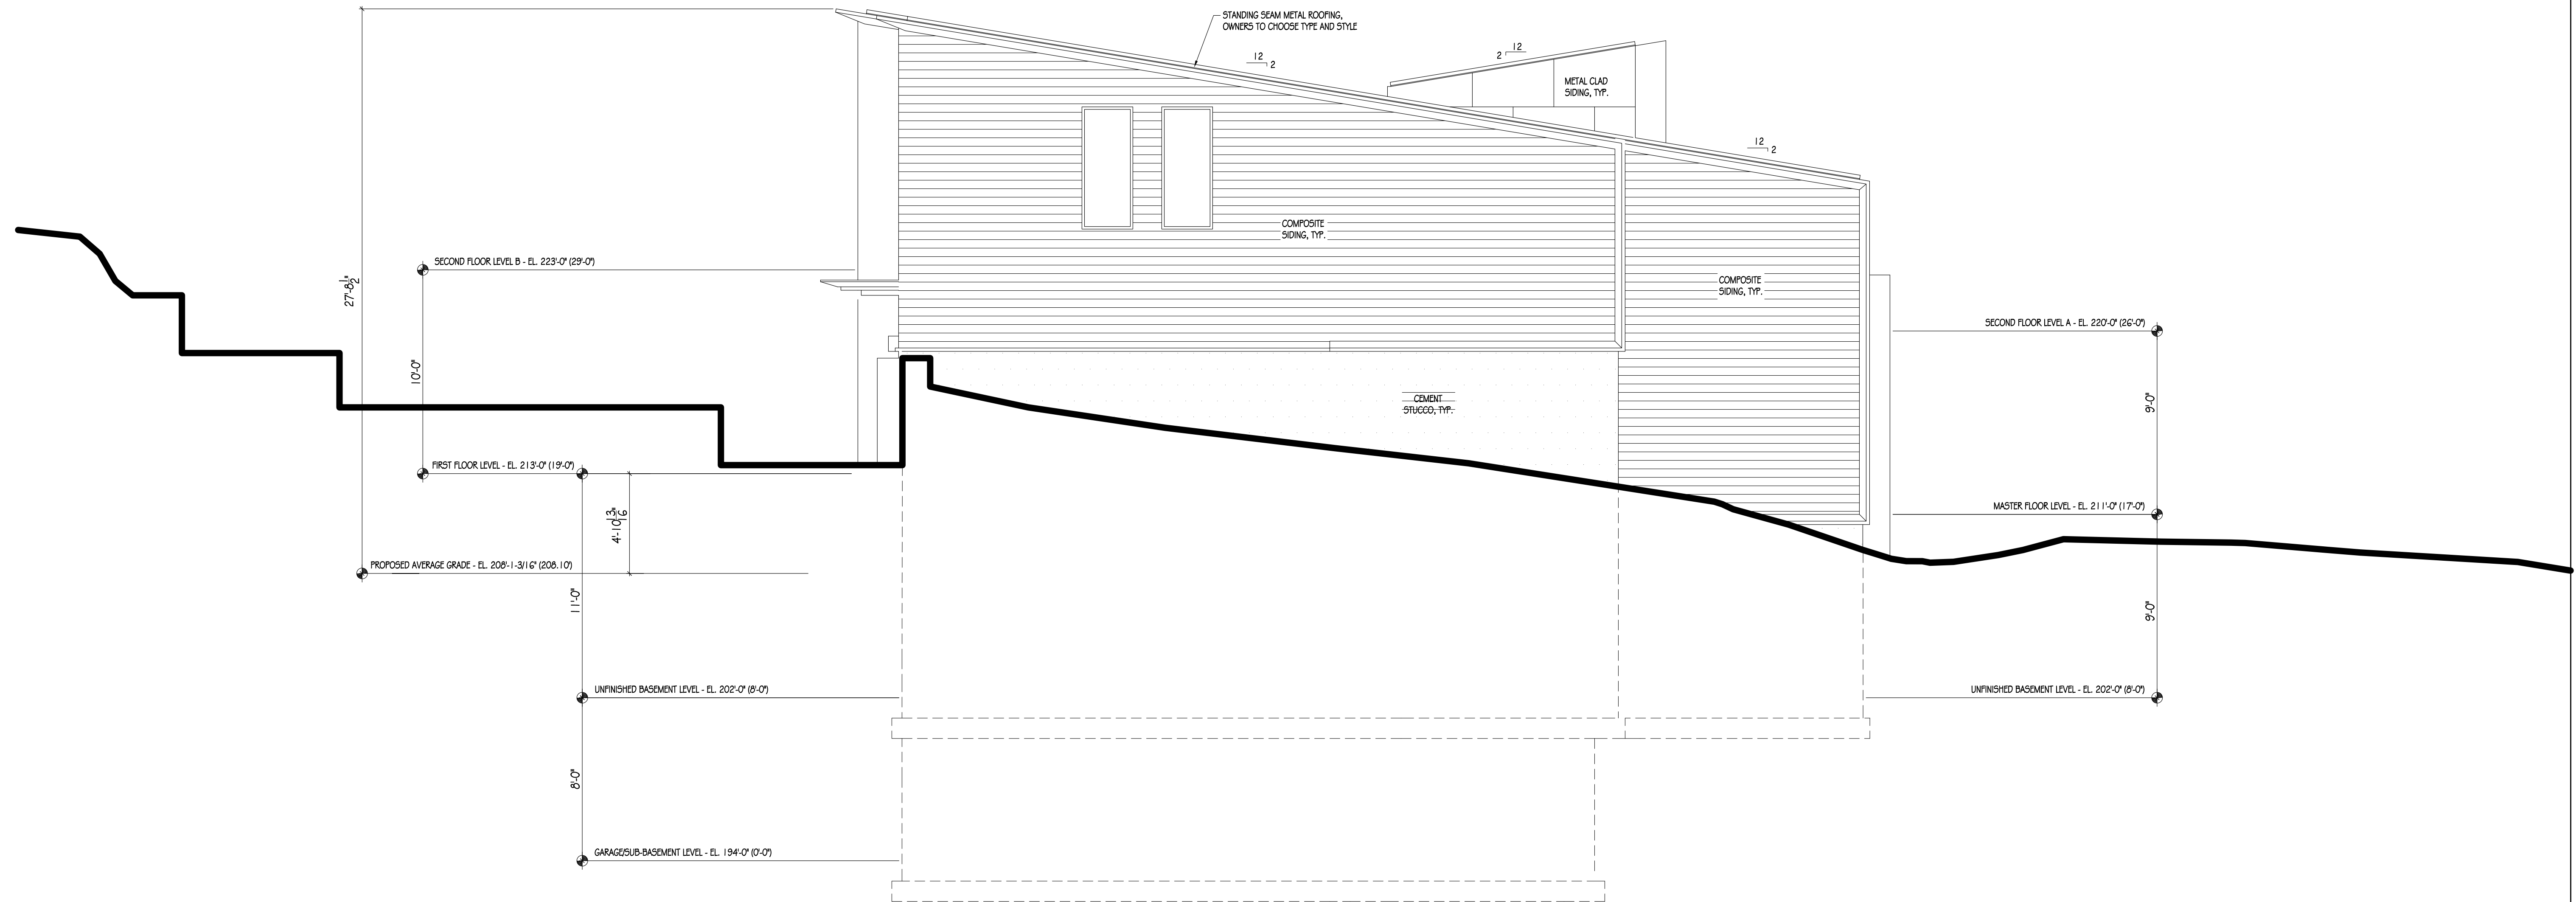 STANDING SEAM METAL ROOFING,
OWNERS TO CHOOSE TYPE AND STYLE
12
2
12
2
METAL CLAD
SIDING, TYP.
12
2
COMPOSITE
SIDING, TYP.
COMPOSITE
SIDING, TYP.
SECOND FLOOR LEVEL B - EL. 223'-0" (29'-0")
27'-8 1/2"
10'-0"
SECOND FLOOR LEVEL A - EL. 220'-0" (26'-0")
9'-0"
CEMENT
STUCCO, TYP.
FIRST FLOOR LEVEL - EL. 213'-0" (19'-0")
4'-10 13/16"
MASTER FLOOR LEVEL - EL. 211'-0" (17'-0")
PROPOSED AVERAGE GRADE - EL. 208'-1-3/16" (208.10')
11'-0"
9'-0"
UNFINISHED BASEMENT LEVEL - EL. 202'-0" (8'-0")
UNFINISHED BASEMENT LEVEL - EL. 202'-0" (8'-0")
8'-0"
GARAGE/SUB-BASEMENT LEVEL - EL. 194'-0" (0'-0")